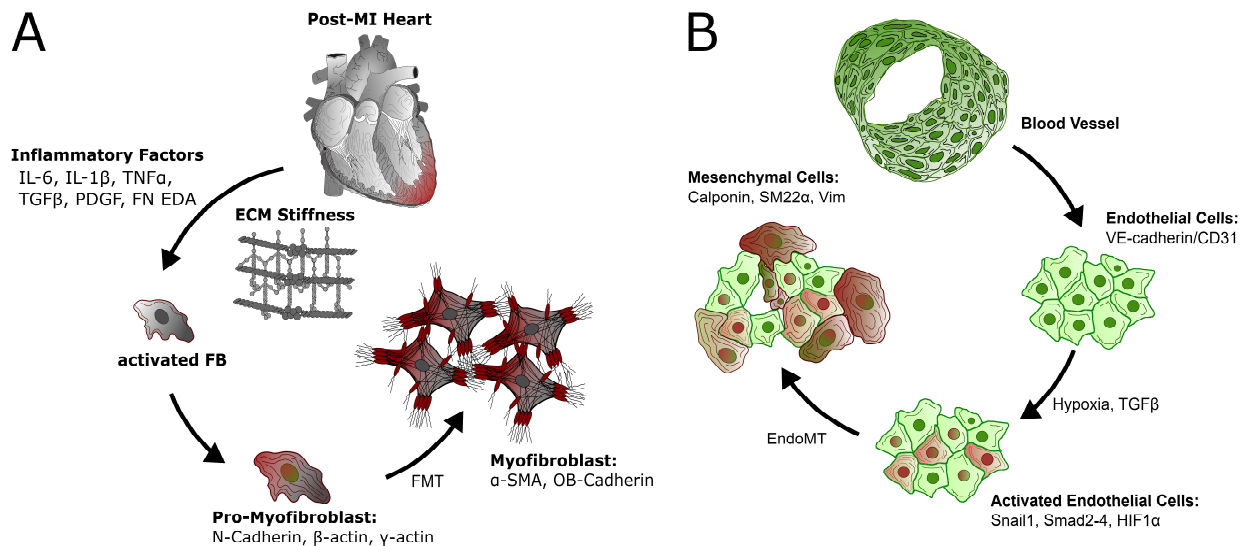 A
Post-MI Heart
Inflammatory Factors
IL-6, IL-1β, TNFα,
TGFβ, PDGF, FN EDA
ECM Stiffness
activated FB
Pro-Myofibroblast:
N-Cadherin, β-actin, γ-actin
FMT
Myofibroblast:
α-SMA, OB-Cadherin
B
Blood Vessel
Endothelial Cells:
VE-cadherin/CD31
Hypoxia, TGFβ
Activated Endothelial Cells:
Snail1, Smad2-4, HIF1α
EndoMT
Mesenchymal Cells:
Calponin, SM22α, Vim